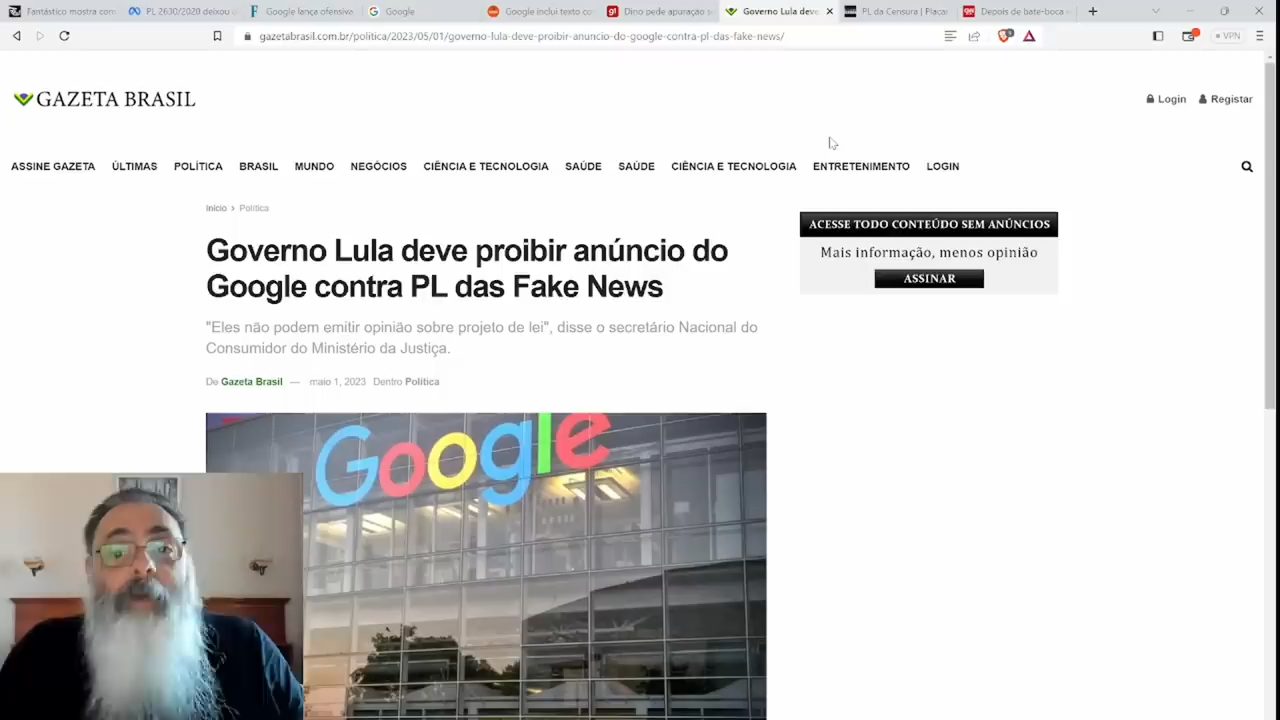 Fantástico mostra con
PL 2630/2020 deixou c
Google lança ofensiva
Google
Google inclui texto co
Dino pede apuração s
Governo Lula deve
PL da Censura | Placar
Depois de bate-boca
gazetabrasil.com.br/politica/2023/05/01/governo-lula-deve-proibir-anuncio-do-google-contra-pl-das-fake-news/
VPN
GAZETA BRASIL
Login Registar
ASSINE GAZETA ÚLTIMAS POLÍTICA BRASIL MUNDO NEGÓCIOS CIÊNCIA E TECNOLOGIA SAÚDE SAÚDE CIÊNCIA E TECNOLOGIA ENTRETENIMENTO LOGIN
Início > Política
Governo Lula deve proibir anúncio do
Google contra PL das Fake News
"Eles não podem emitir opinião sobre projeto de lei", disse o secretário Nacional do
Consumidor do Ministério da Justiça.
De Gazeta Brasil — maio 1, 2023 Dentro Política
ACESSE TODO CONTEÚDO SEM ANÚNCIOS
Mais informação, menos opinião
ASSINAR
Google